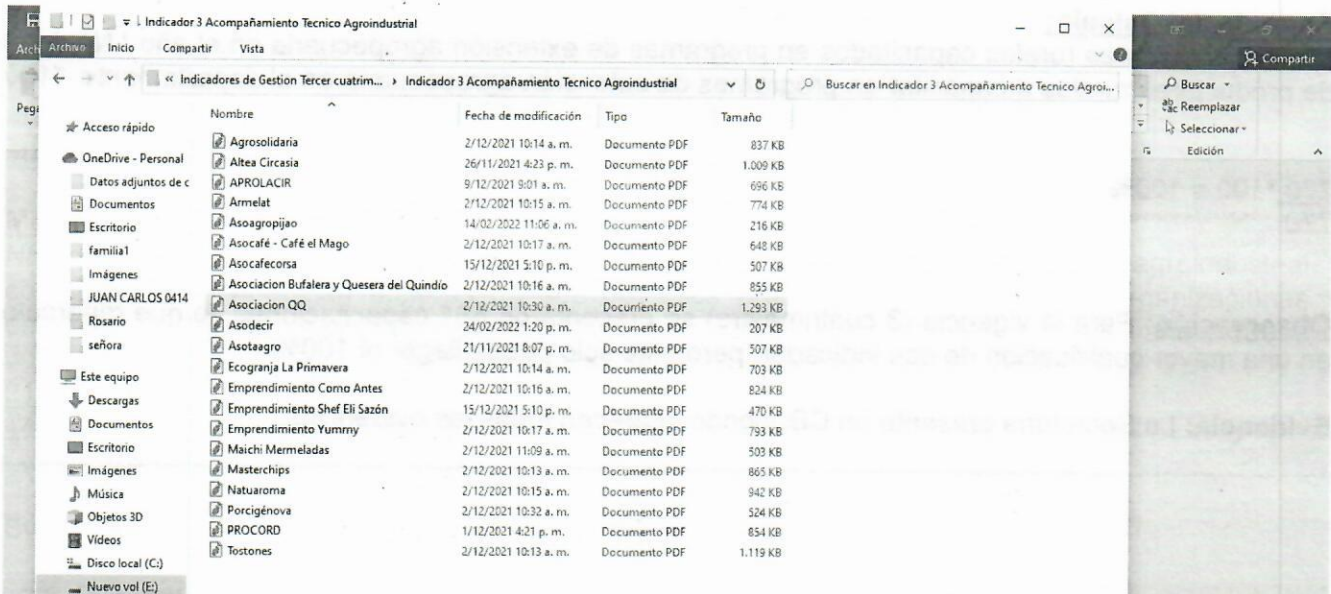 Indicador 3 Acompañamiento Tecnico Agroindustrial
Archivo Inicio Compartir Vista
Compartir
« Indicadores de Gestion Tercer cuatrim... › Indicador 3 Acompañamiento Tecnico Agroindustrial
Buscar en Indicador 3 Acompañamiento Tecnico Agroi...
Buscar
Reemplazar
Seleccionar
Edición
Arch
Pega
Acceso rápido
OneDrive - Personal
Datos adjuntos de c
Documentos
Escritorio
familia1
Imágenes
JUAN CARLOS 0414
Rosario
señora
Este equipo
Descargas
Documentos
Escritorio
Imágenes
Música
Objetos 3D
Vídeos
Disco local (C:)
Nuevo vol (E:)
Nombre Fecha de modificación Tipo Tamaño
Agrosolidaria 2/12/2021 10:14 a. m. Documento PDF 837 KB
Altea Circasia 26/11/2021 4:23 p. m. Documento PDF 1.009 KB
APROLACIR 9/12/2021 9:01 a. m. Documento PDF 696 KB
Armelat 2/12/2021 10:15 a. m. Documento PDF 774 KB
Asoagropijao 14/02/2022 11:06 a. m. Documento PDF 216 KB
Asocafé - Café el Mago 2/12/2021 10:17 a. m. Documento PDF 648 KB
Asocafecorsa 15/12/2021 5:10 p. m. Documento PDF 507 KB
Asociacion Bufalera y Quesera del Quindío 2/12/2021 10:16 a. m. Documento PDF 855 KB
Asociacion QQ 2/12/2021 10:30 a. m. Documento PDF 1.293 KB
Asodecir 24/02/2022 1:20 p. m. Documento PDF 207 KB
Asotaagro 21/11/2021 8:07 p. m. Documento PDF 507 KB
Ecogranja La Primavera 2/12/2021 10:14 a. m. Documento PDF 703 KB
Emprendimiento Como Antes 2/12/2021 10:16 a. m. Documento PDF 824 KB
Emprendimiento Shef Eli Sazón 15/12/2021 5:10 p. m. Documento PDF 470 KB
Emprendimiento Yummy 2/12/2021 10:17 a. m. Documento PDF 793 KB
Maichi Mermeladas 2/12/2021 11:09 a. m. Documento PDF 503 KB
Masterchips 2/12/2021 10:13 a. m. Documento PDF 865 KB
Natuaroma 2/12/2021 10:15 a. m. Documento PDF 942 KB
Porcigénova 2/12/2021 10:32 a. m. Documento PDF 524 KB
PROCORD 1/12/2021 4:21 p. m. Documento PDF 854 KB
Tostones 2/12/2021 10:13 a. m. Documento PDF 1.119 KB